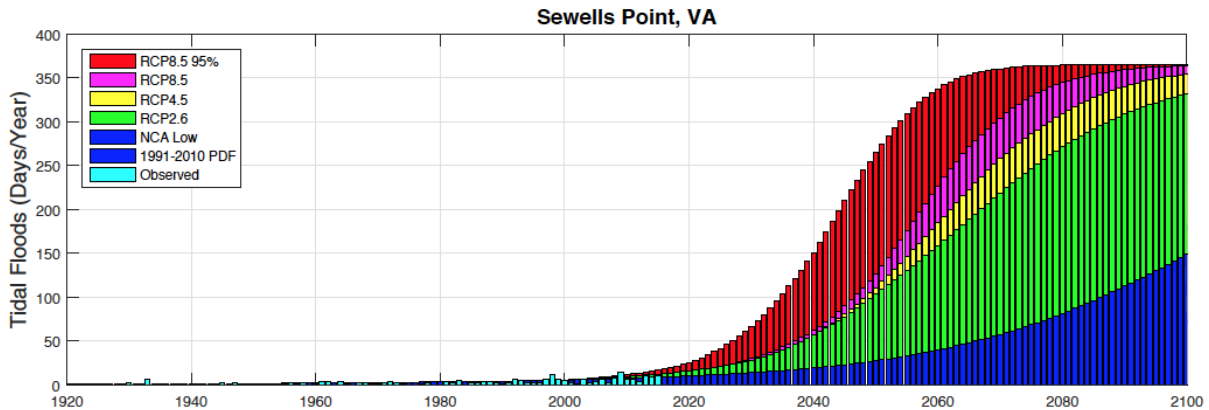 Sewells Point, VA
Tidal Floods (Days/Year)
400
350
300
250
200
150
100
50
0
RCP8.5 95%
RCP8.5
RCP4.5
RCP2.6
NCA Low
1991-2010 PDF
Observed
1920 1940 1960 1980 2000 2020 2040 2060 2080 2100